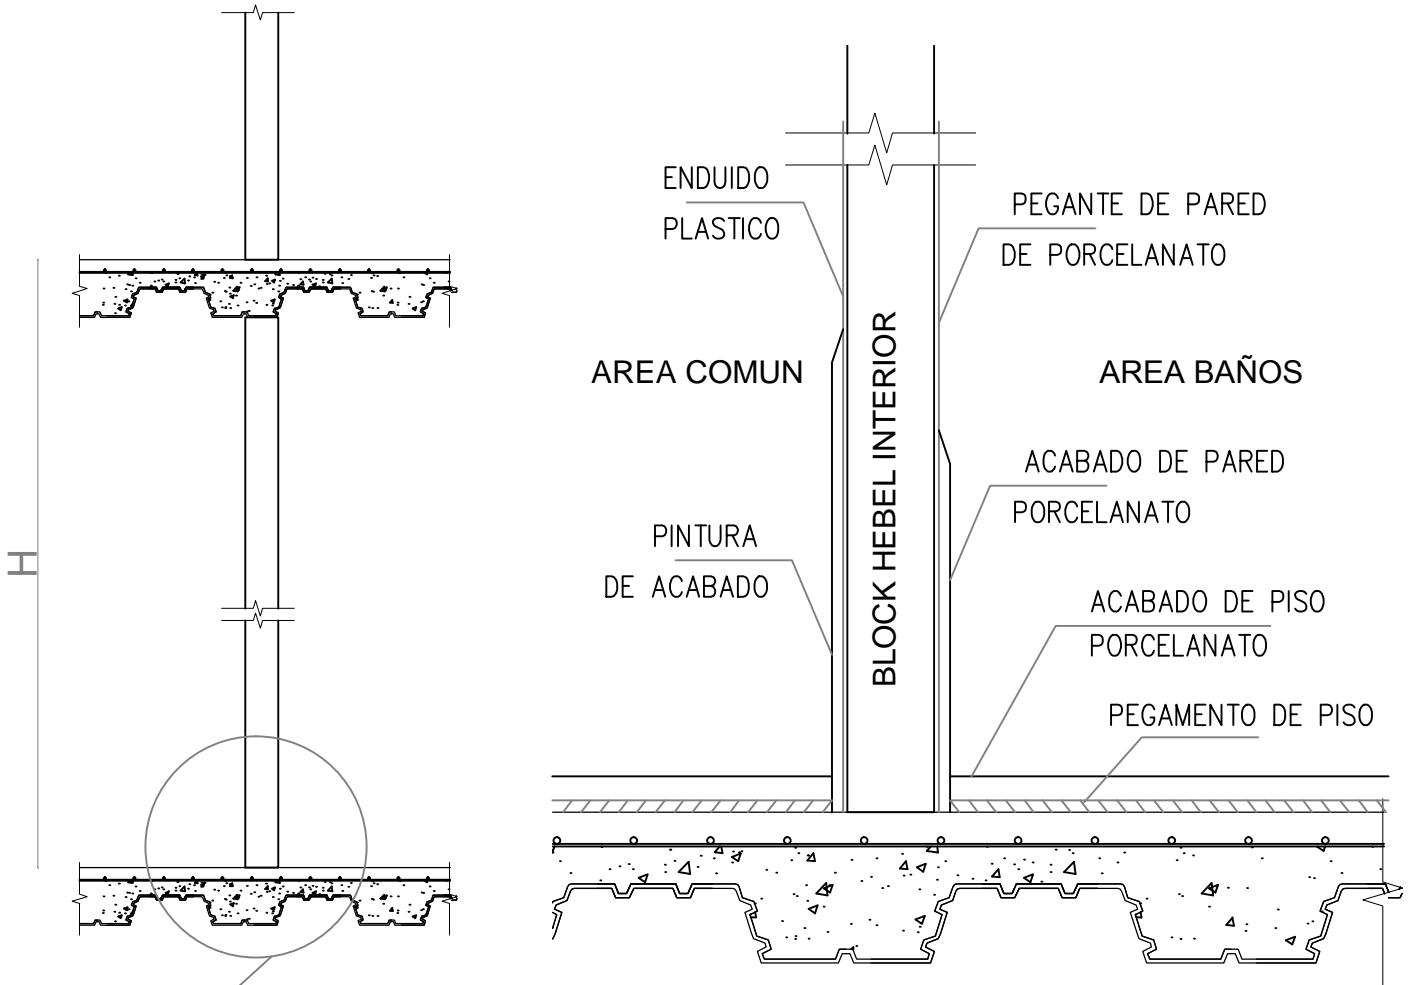 H
ENDUIDO
PLASTICO
PEGANTE DE PARED
DE PORCELANATO
AREA COMUN
BLOCK HEBEL INTERIOR
AREA BAÑOS
ACABADO DE PARED
PORCELANATO
PINTURA
DE ACABADO
ACABADO DE PISO
PORCELANATO
PEGAMENTO DE PISO